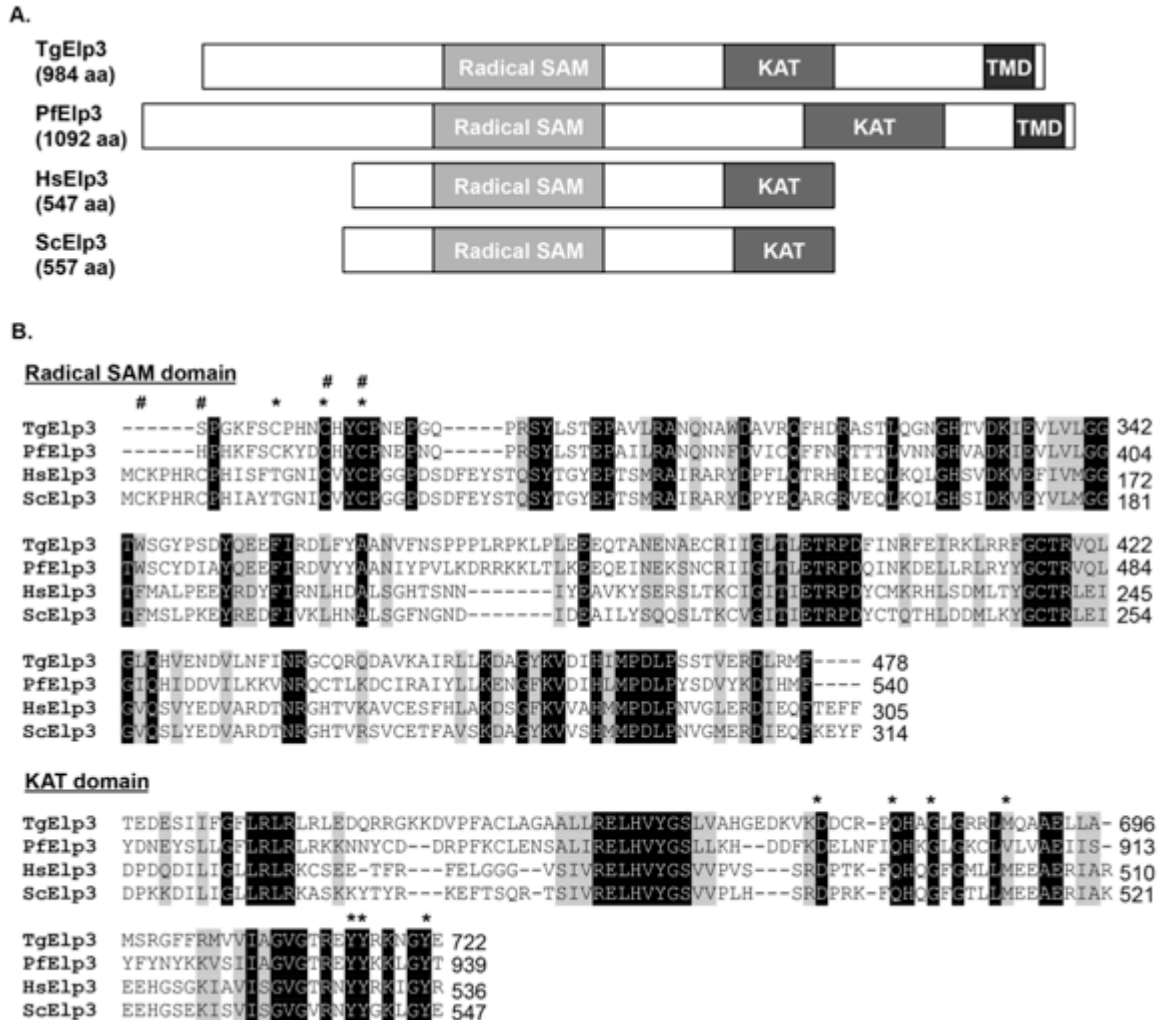 A.
TgElp3
(984 aa)
Radical SAM KAT TMD
PfElp3
(1092 aa)
Radical SAM KAT TMD
HsElp3
(547 aa)
Radical SAM KAT
ScElp3
(557 aa)
Radical SAM KAT
B.
Radical SAM domain
# #
# # * * *
TgElp3 ------SPGKFSCPHNCHYCPNEPGQ-----PRSYLSTEPAVLRANQNAWDAVRQFHDRASTLQGNGHTVDKIEVLVLGG 342
PfElp3 ------HPHKFSCKYDCHYCPNEPNQ-----PRSYLSTEPAILRANQNNFDVICQFFNRTTTLVNNGHVADKIEVLVLGG 404
HsElp3 MCKPHRCPHISFTGNICVYCPGGPDSDFEYSTQSYTGYEPTSMRAIRARYDPFLQTRHRIEQLKQLGHSVDKVEFIVMGG 172
ScElp3 MCKPHRCPHIAYTGNICVYCPGGPDSDFEYSTQSYTGYEPTSMRAIRARYDPYEQARGRVEQLKQLGHSIDKVEYVLMGG 181
TgElp3 TWSGYPSDYQEEFIRDLFYAANVFNSPPPLRPKLPLEEEQTANENAECRIIGLTLETRPDFINRFELRKLRRFGCTRVQL 422
PfElp3 TWSCYDIAYQEEFIRDVYYAANIYPVLKDRRKKLTLKEEQEINEKSNCRIIGLTLETRPDQINKDELLRLRYYGCTRVQL 484
HsElp3 TFMALPEEYRDYFIRNLHDALSGHTSNN-------IYEAVKYSERSLTKCIGITIETRPDYCMKRHLSDMLTYGCTRLEI 245
ScElp3 TFMSLPKEYREDFIVKLHNALSGFNGND-------IDEAILYSQQSLTKCVGITIETRPDYCTQTHLDDMLKYGCTRLEI 254
TgElp3 GLQHVENDVLNFINRGCQRQDAVKAIRLLKDAGYKVDIHIMPDLPSSTVERDLRMF---- 478
PfElp3 GIQHIDDVILKKVNRQCTLKDCIRAIYLLKENGFKVDIHLMPDLPYSDVYKDIHMF---- 540
HsElp3 GVQSVYEDVARDTNRGHTVKAVCESFHLAKDSGFKVVAHMMPDLPNVGLERDIEQFTEFF 305
ScElp3 GVQSLYEDVARDTNRGHTVRSVCETFAVSKDAGYKVVSHMMPDLPNVGMERDIEQFKEYF 314
KAT domain
* * * *
TgElp3 TEDESIIFGFLRLRLRLEDQRRGKKDVPFACLAGAALLRELHVYGSLVAHGEDKVKDDCR-PQHAGLGRRLMQAAELLA- 696
PfElp3 YDNEYSLLGFLRLRLRKKNNYCD--DRPFKCLENSALIRELHVYGSLLKH--DDFKDELNFIQHKGLGKCLVLVAEIIS- 913
HsElp3 DPDQDILIGLLRLRKCSEE-TFR---FELGGG--VSIVRELHVYGSVVPVS---SRDPTK-FQHQGFGMLLMEEAERIAR 510
ScElp3 DPKKDILIGLLRLRKASKKYTYR---KEFTSQR-TSIVRELHVYGSVVPLH---SRDPRK-FQHQGFGTLLMEEAERIAK 521
** *
TgElp3 MSRGFFRMVVIAGVGTREYYRKNGYE 722
PfElp3 YFYNYKKVSIIAGVGTREYYKKLGYT 939
HsElp3 EEHGSGKIAVISGVGTRNYYRKIGYR 536
ScElp3 EEHGSEKISVISGVGVRNYYGKLGYE 547